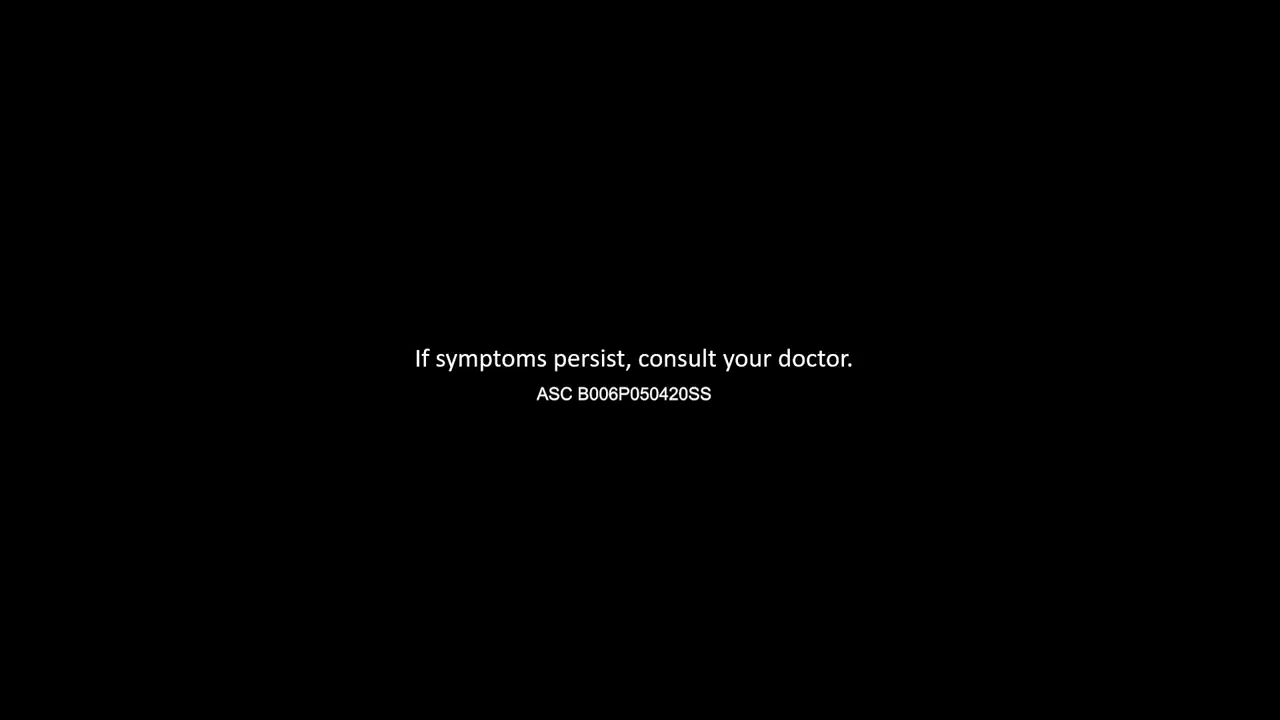 If symptoms persist, consult your doctor.
ASC B006P050420SS